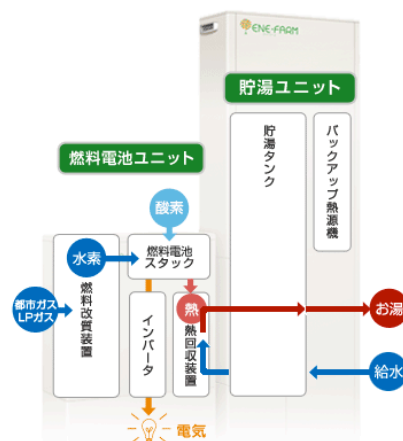 ENE・FARM
貯湯ユニット
燃料電池ユニット
貯湯タンク
バックアップ熱源機
酸素
水素
燃料電池
スタック
都市ガス
LPガス
燃料改質装置
インバータ
熱
熱回収装置
お湯
給水
電気